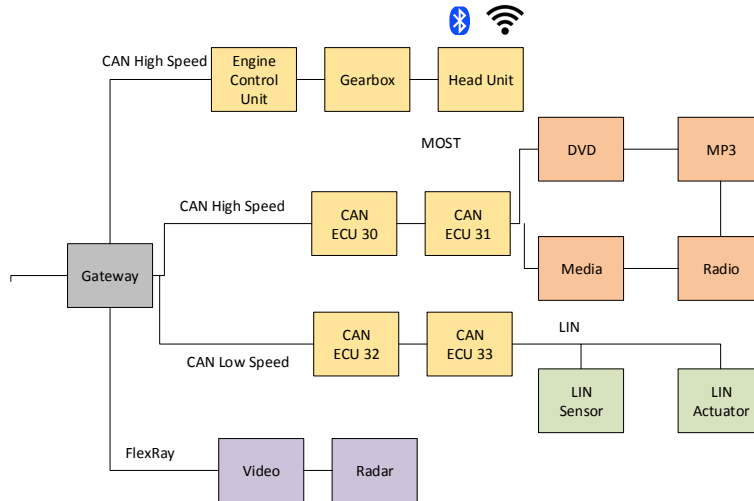 CAN High Speed
Engine
Control
Unit
Gearbox
Head Unit
MOST
DVD
MP3
CAN High Speed
CAN
ECU 30
CAN
ECU 31
Gateway
Media
Radio
CAN Low Speed
CAN
ECU 32
CAN
ECU 33
LIN
LIN
Sensor
LIN
Actuator
FlexRay
Video
Radar